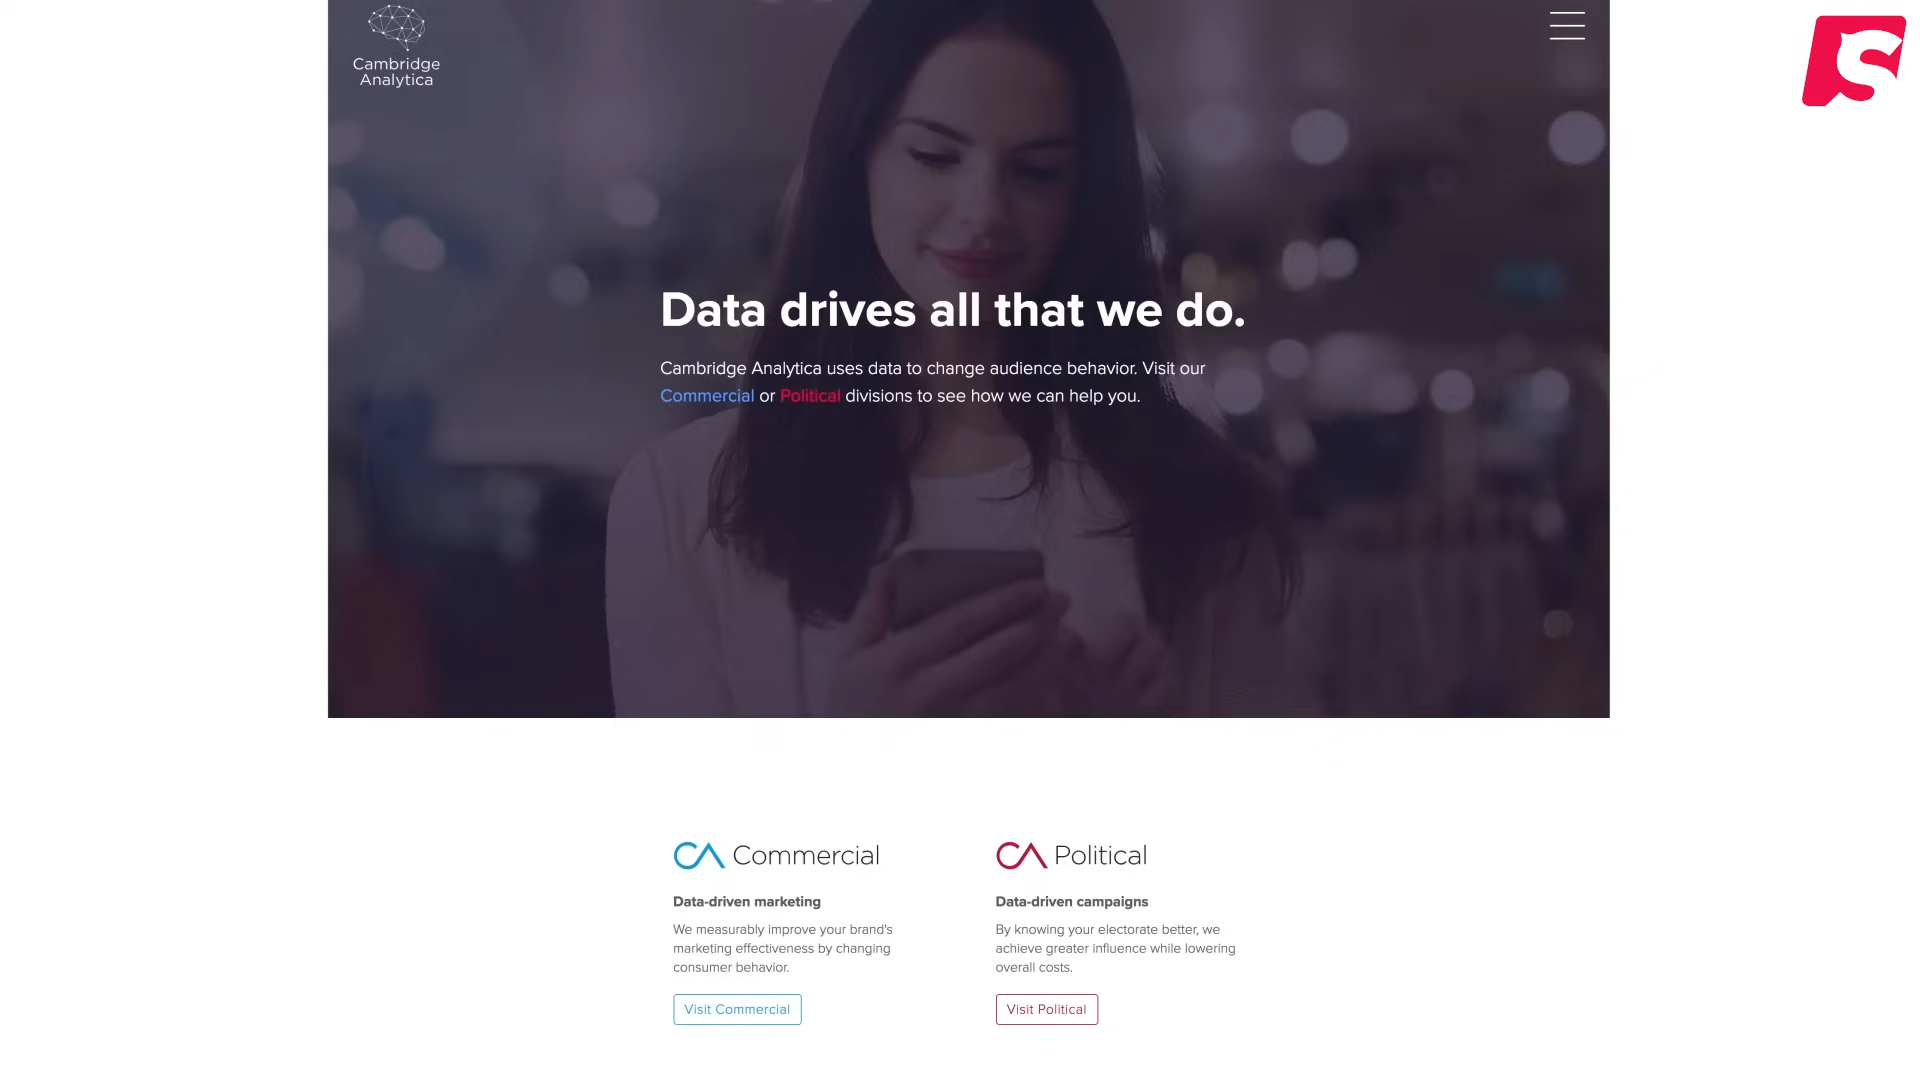 Cambridge
Analytica
Data drives all that we do.
Cambridge Analytica uses data to change audience behavior. Visit our
Commercial or Political divisions to see how we can help you.
CA Commercial
Data-driven marketing
We measurably improve your brand's
marketing effectiveness by changing
consumer behavior.
Visit Commercial
CA Political
Data-driven campaigns
By knowing your electorate better, we
achieve greater influence while lowering
overall costs.
Visit Political